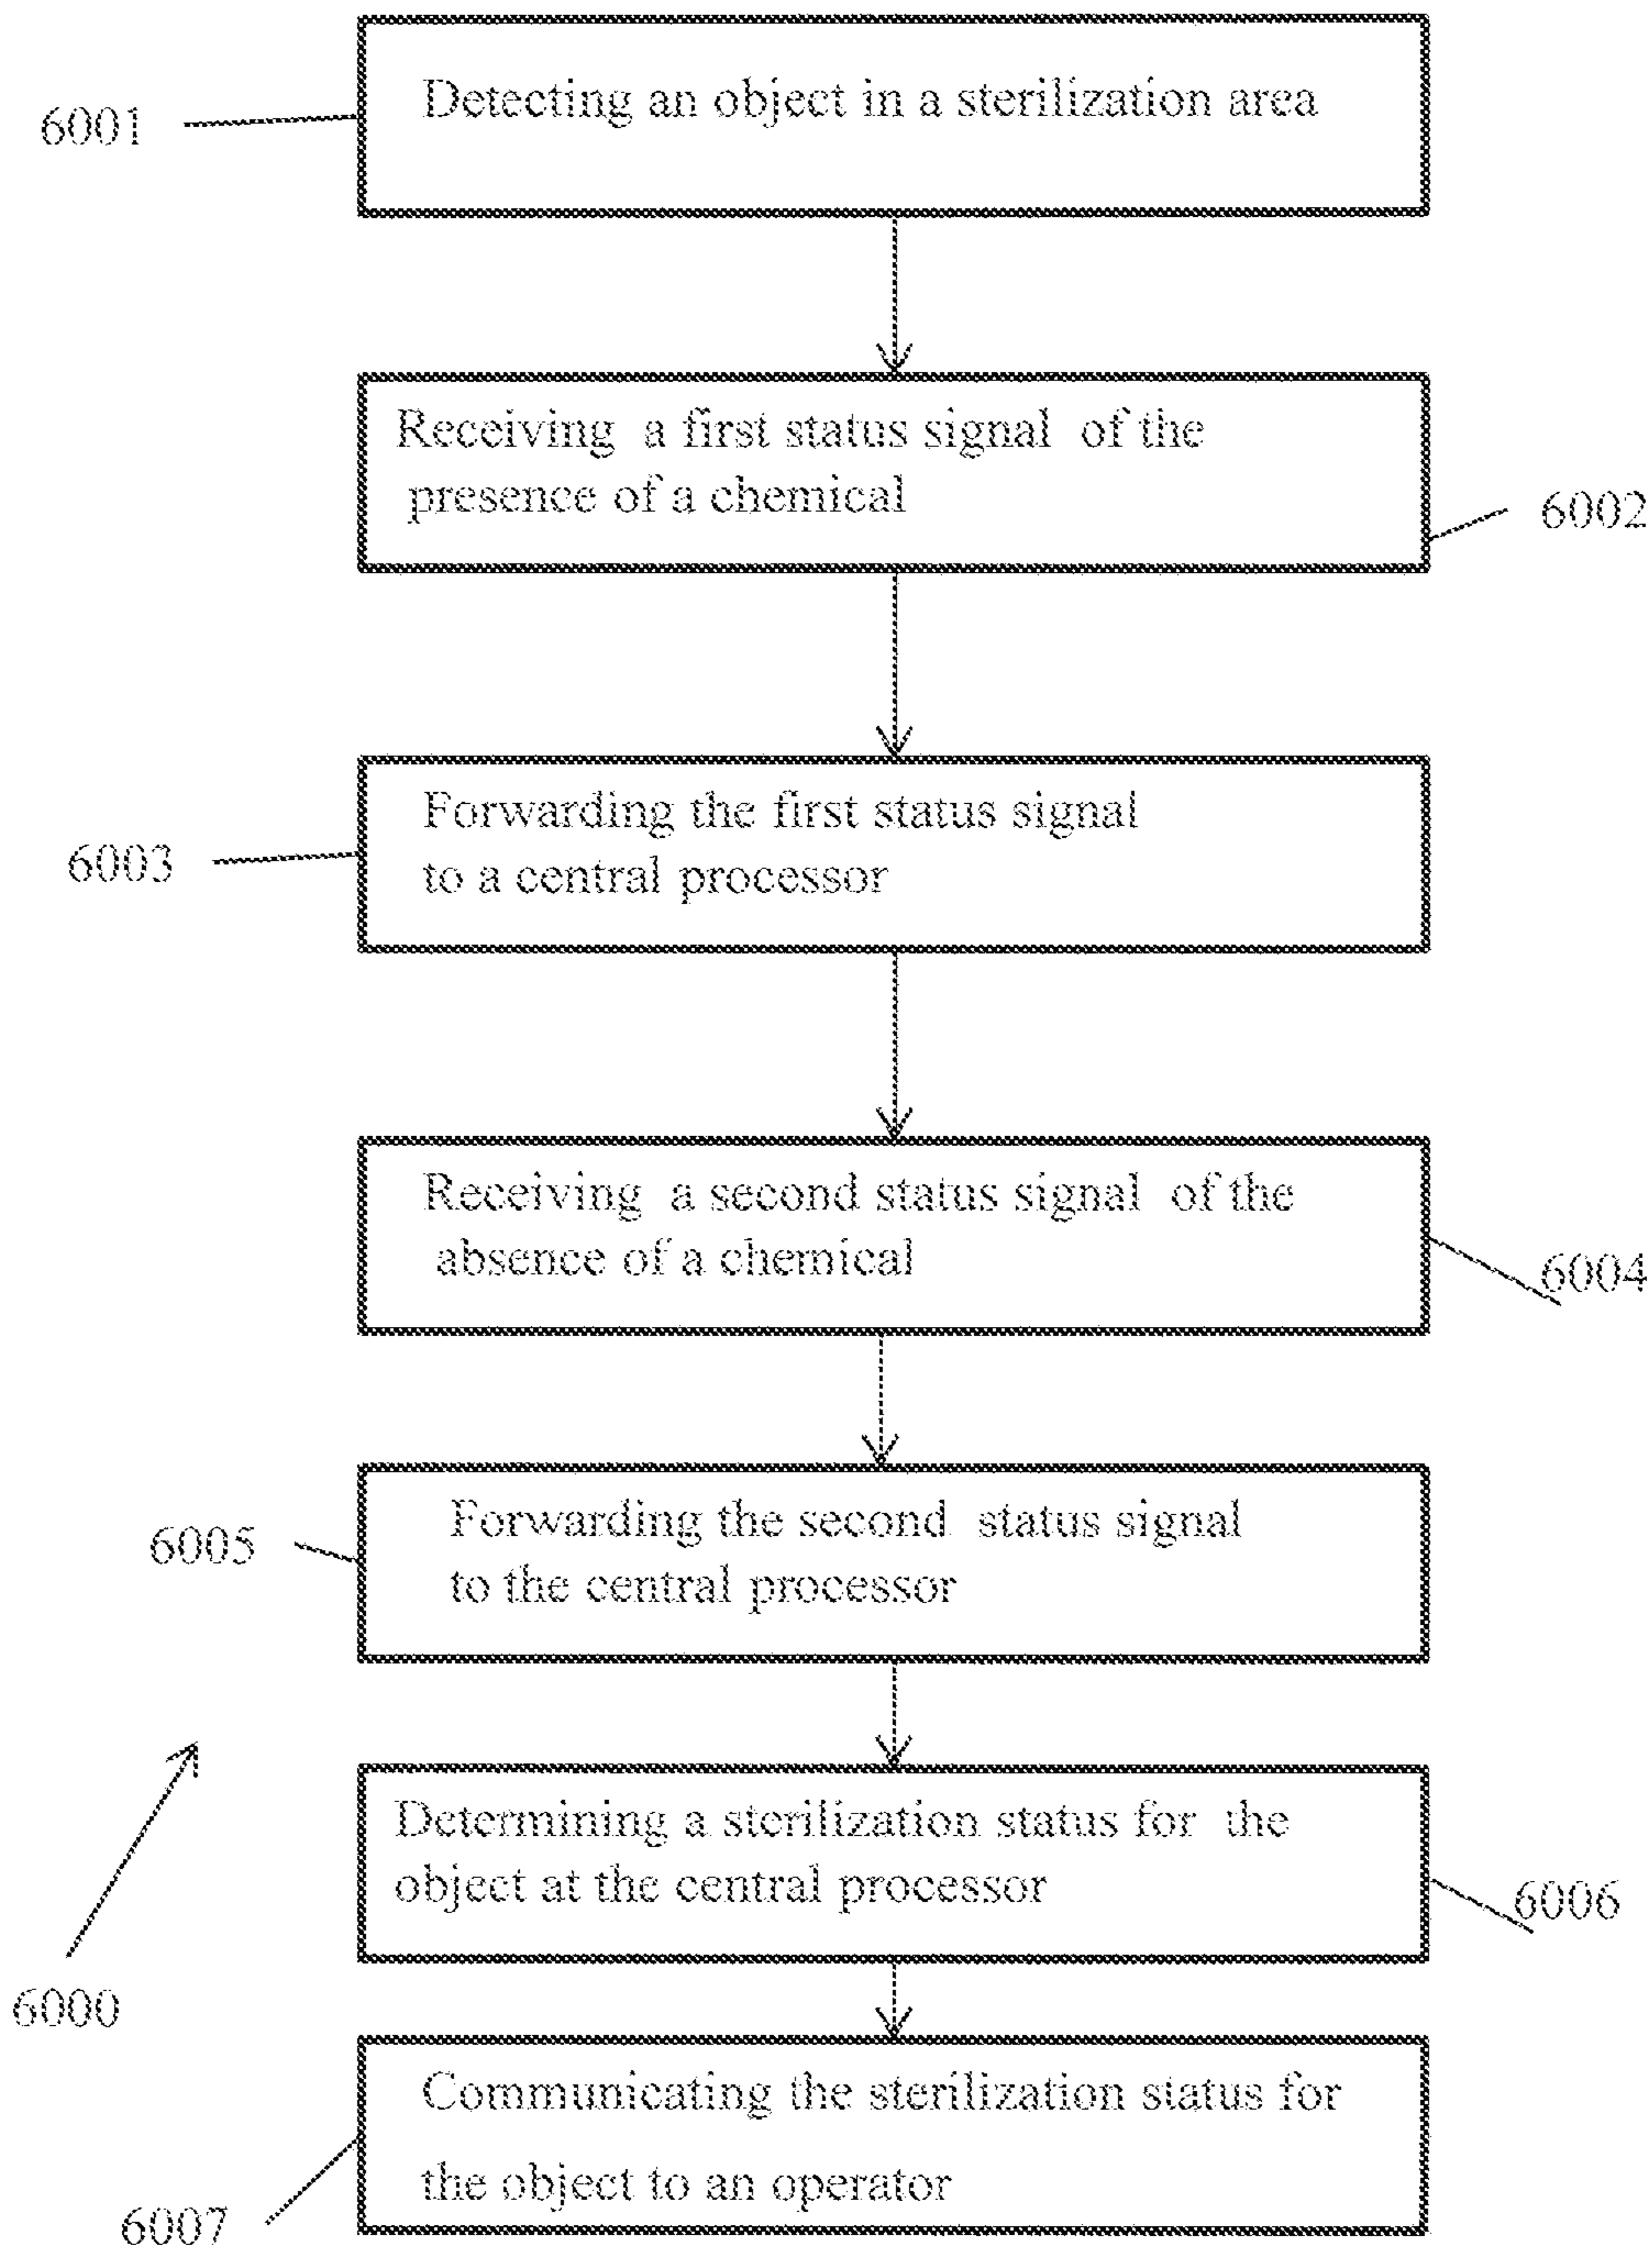 Detecting an object in a sterilization area
6001
Receiving a first status signal of the
presence of a chemical
6002
Forwarding the first status signal
to a central processor
6003
Receiving a second status signal of the
absence of a chemical
6004
Forwarding the second status signal
to the central processor
6005
Determining a sterilization status for the
object at the central processor
6006
6000
Communicating the sterilization status for
the object to an operator
6007